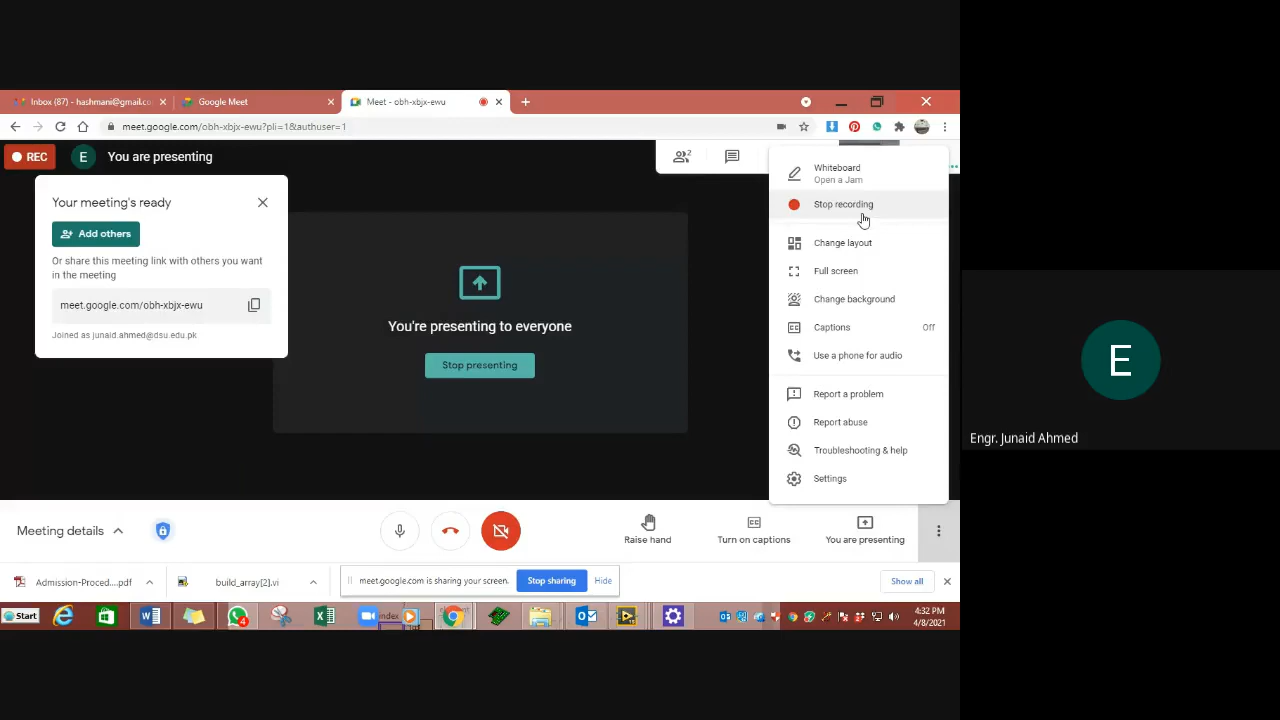 Inbox (87) - hashmani@gmail.co
Google Meet
Meet - obh-xbjx-ewu
meet.google.com/obh-xbjx-ewu?pli=1&authuser=1
REC
E
You are presenting
2
Your meeting's ready
Add others
Or share this meeting link with others you want
in the meeting
meet.google.com/obh-xbjx-ewu
Joined as junaid.ahmed@dsu.edu.pk
You're presenting to everyone
Stop presenting
Whiteboard
Open a Jam
Stop recording
Change layout
Full screen
Change background
Captions Off
Use a phone for audio
Report a problem
Report abuse
Troubleshooting & help
Settings
E
Engr. Junaid Ahmed
Meeting details
Raise hand
Turn on captions
You are presenting
Admission-Proced....pdf
build_array[2].vi
meet.google.com is sharing your screen.
Stop sharing
Hide
Show all
Start
4
index
4:32 PM
4/8/2021